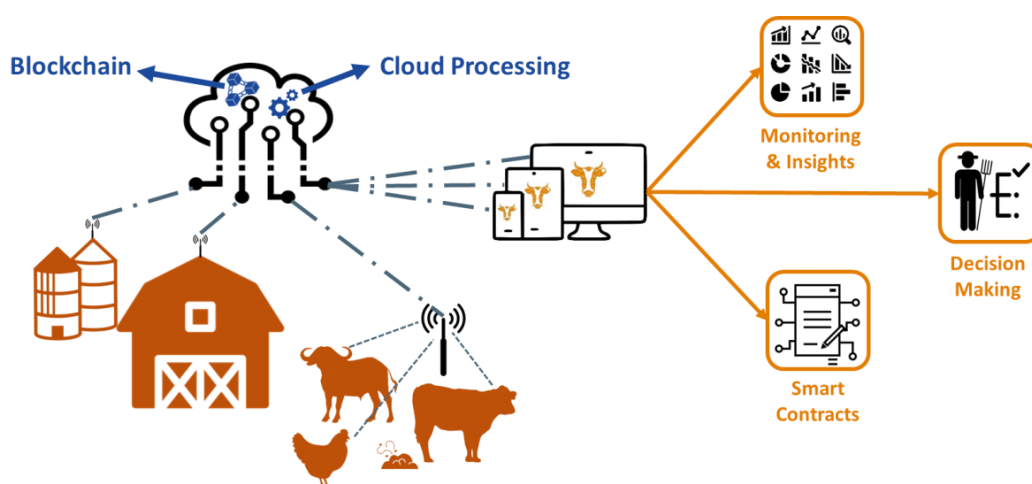 Blockchain
Cloud Processing
Monitoring
& Insights
Decision
Making
Smart
Contracts